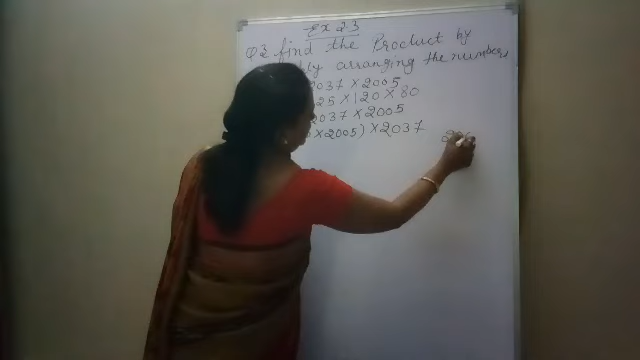 Ex 2.3
Q2 find the Product by
arranging the numbers
2037 × 2005
25 × 120 × 80
2037 × 2005
× 2005) × 2037